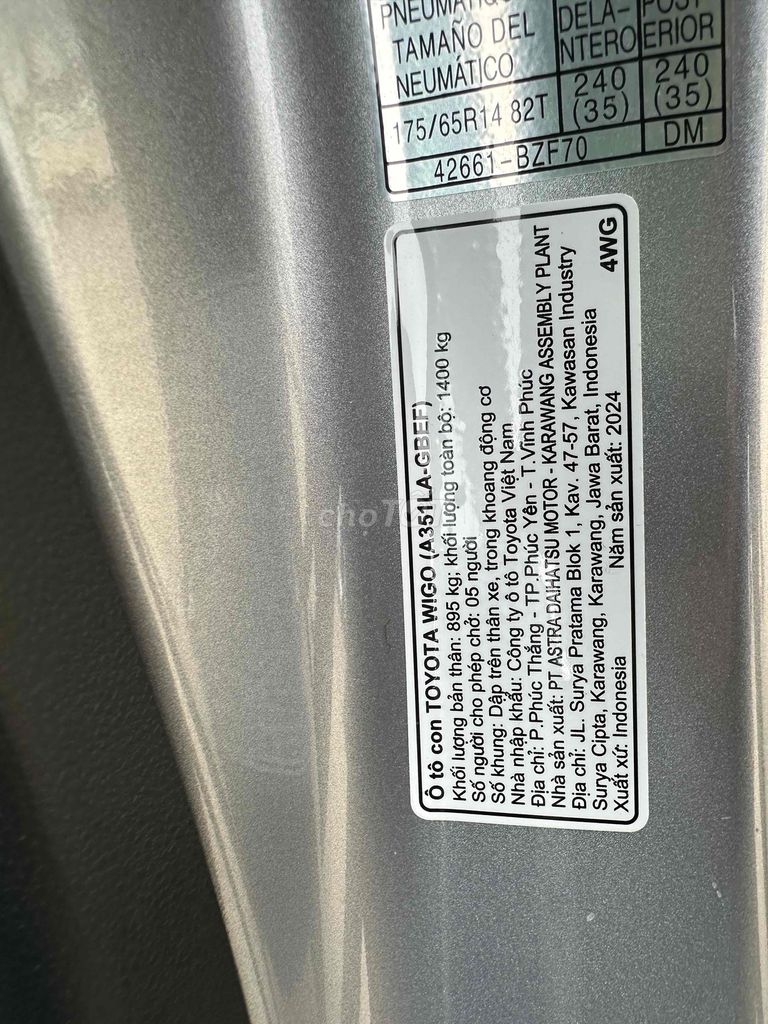 PNEUMÁTIC
TAMAÑO DEL
NEUMÁTICO
DELA-
NTERO
POST
ERIOR
175/65R14 82T
240
(35)
240
(35)
42661-BZF70
DM
Ô tô con TOYOTA WIGO (A351LA-GBEF)
Khối lượng bản thân: 895 kg; khối lượng toàn bộ: 1400 kg
Số người cho phép chở: 05 người
Số khung: Dập trên thân xe, trong khoang động cơ
Nhà nhập khẩu: Công ty ô tô Toyota Việt Nam
Địa chỉ: P.Phúc Thắng - TP.Phúc Yên - T.Vĩnh Phúc
Nhà sản xuất: PT ASTRA DAIHATSU MOTOR - KARAWANG ASSEMBLY PLANT
Địa chỉ: JL. Surya Pratama Blok 1, Kav. 47-57, Kawasan Industry
Surya Cipta, Karawang, Karawang, Jawa Barat, Indonesia
Xuất xứ: Indonesia Năm sản xuất: 2024
4WG
chợTỐT